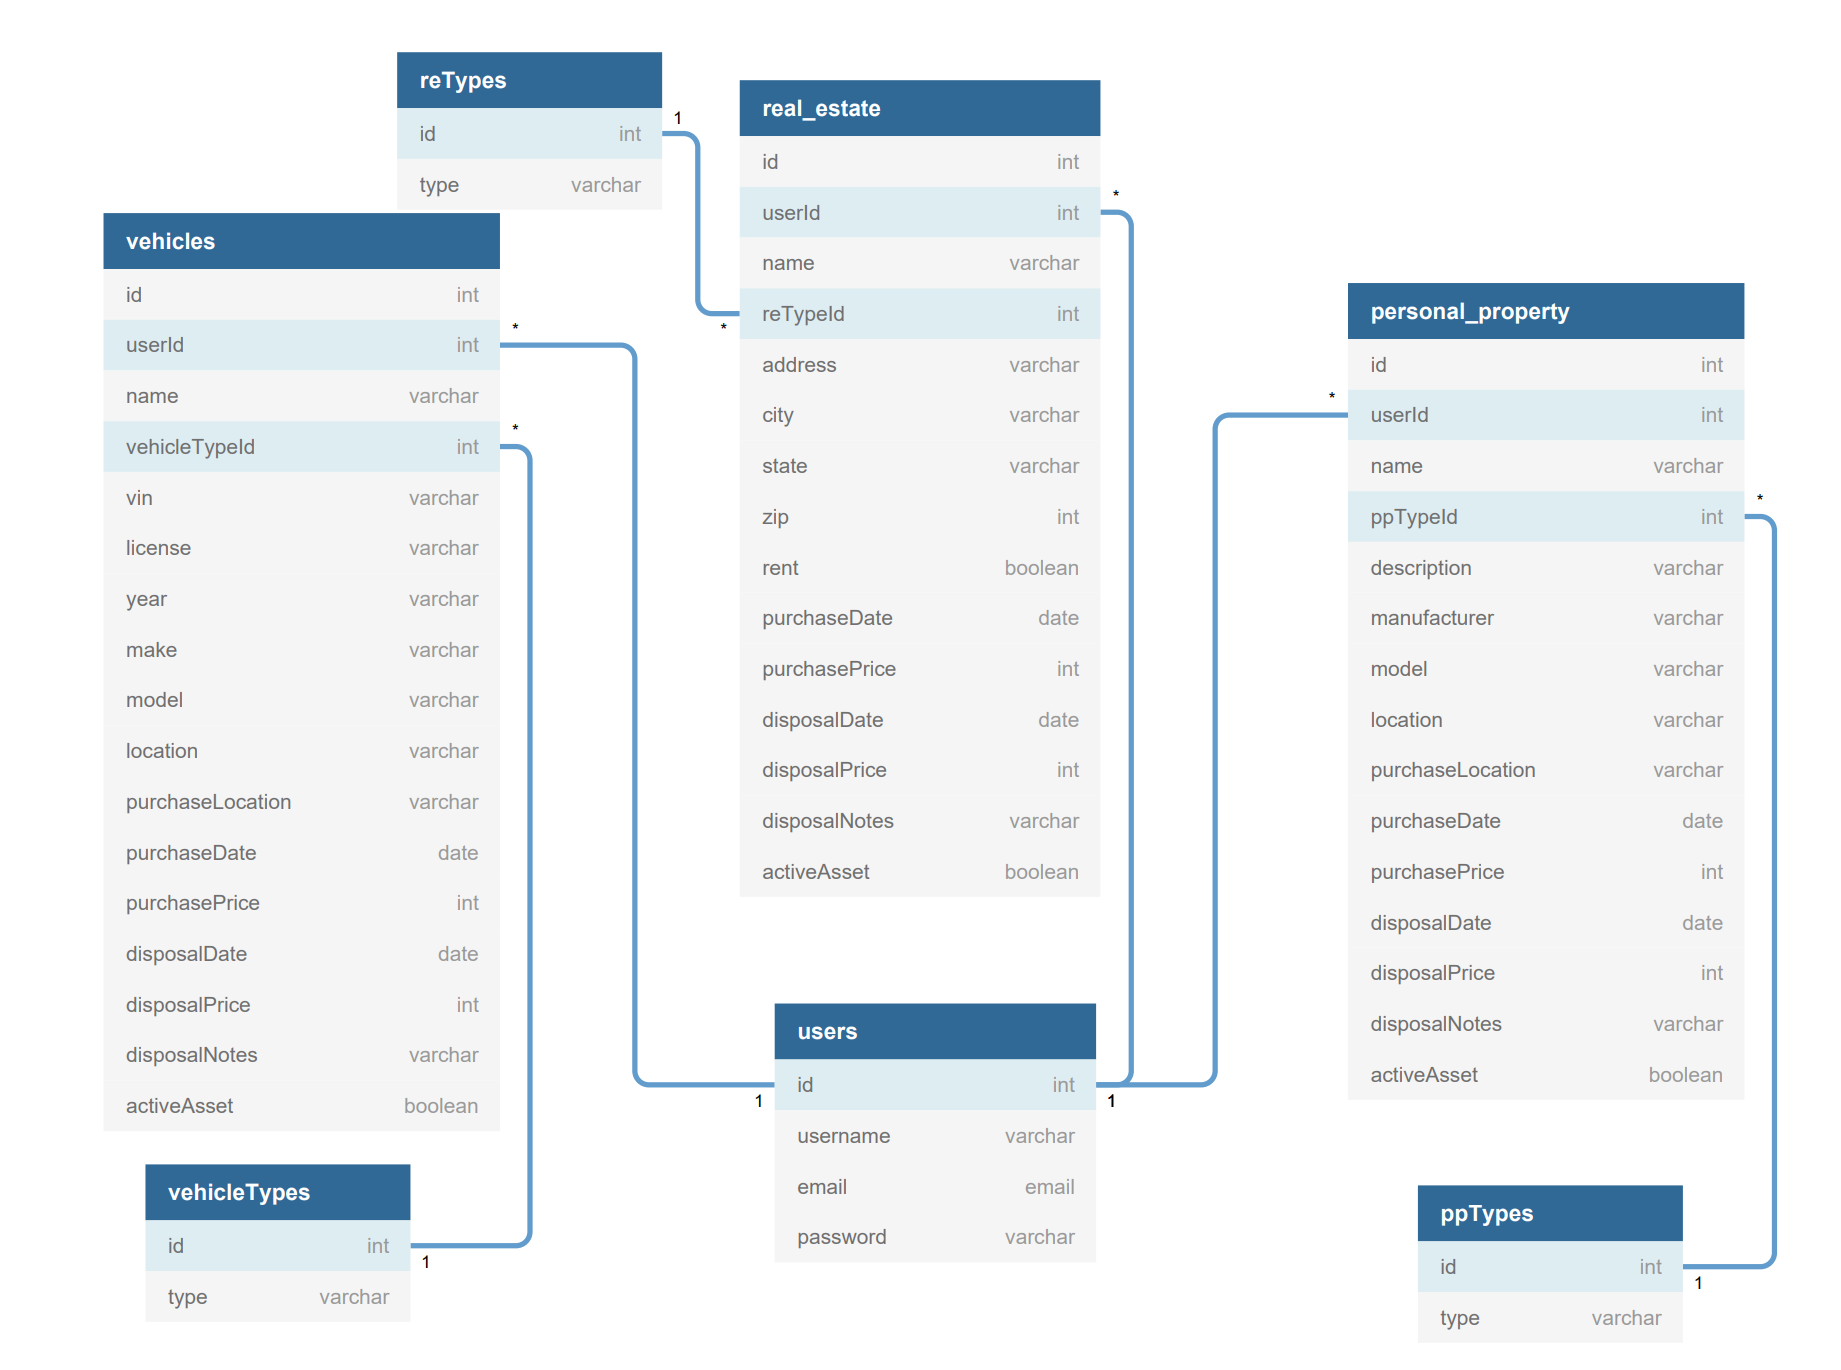 reTypes
id int
type varchar
1
*
real_estate
id int
userId int
name varchar
reTypeId int
address varchar
city varchar
state varchar
zip int
rent boolean
purchaseDate date
purchasePrice int
disposalDate date
disposalPrice int
disposalNotes varchar
activeAsset boolean
*
vehicles
id int
userId int
name varchar
vehicleTypeId int
vin varchar
license varchar
year varchar
make varchar
model varchar
location varchar
purchaseLocation varchar
purchaseDate date
purchasePrice int
disposalDate date
disposalPrice int
disposalNotes varchar
activeAsset boolean
*
*
personal_property
id int
userId int
name varchar
ppTypeId int
description varchar
manufacturer varchar
model varchar
location varchar
purchaseLocation varchar
purchaseDate date
purchasePrice int
disposalDate date
disposalPrice int
disposalNotes varchar
activeAsset boolean
*
*
users
id int
username varchar
email email
password varchar
1
1
vehicleTypes
id int
type varchar
1
ppTypes
id int
type varchar
1